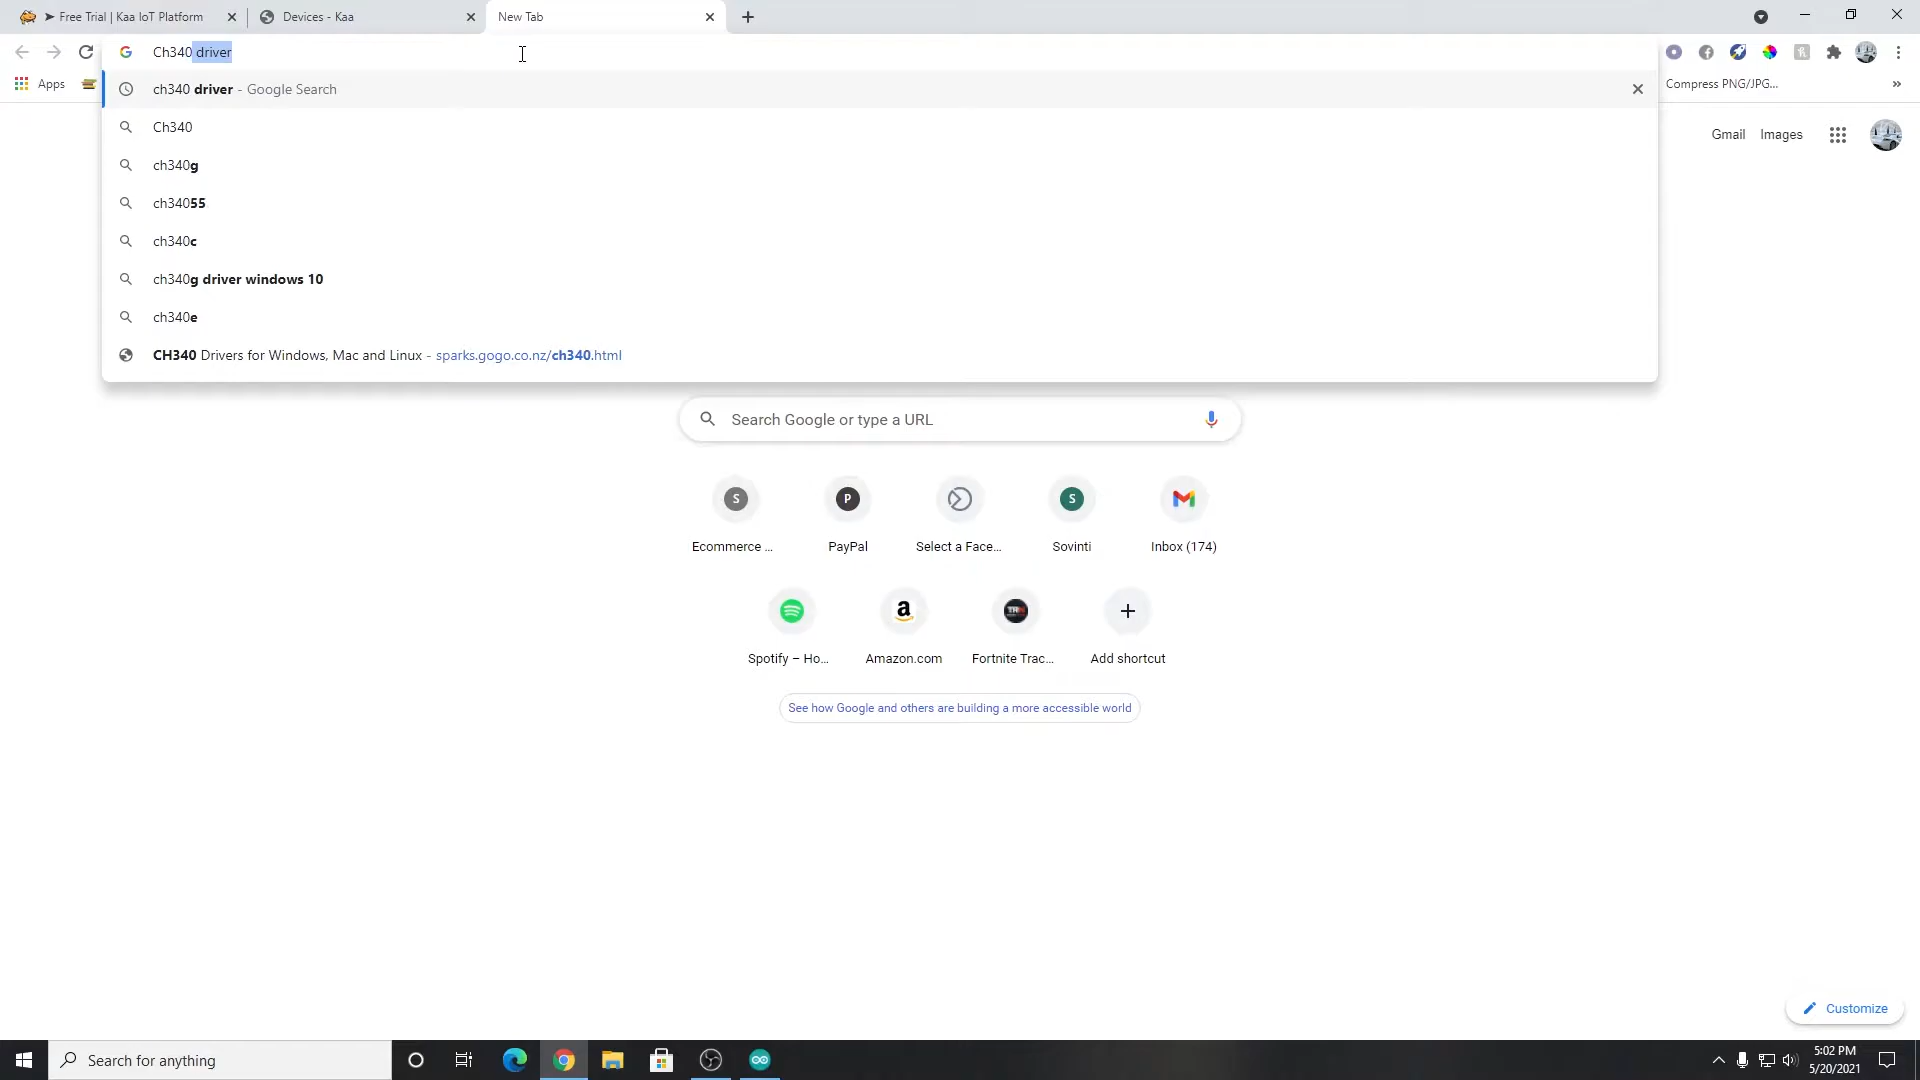 ➤ Free Trial | Kaa IoT Platform
Devices - Kaa
New Tab
Ch340 driver
Apps
Compress PNG/JPG...
»
ch340 driver - Google Search
Ch340
ch340g
ch34055
ch340c
ch340g driver windows 10
ch340e
CH340 Drivers for Windows, Mac and Linux - sparks.gogo.co.nz/ch340.html
Gmail
Images
Search Google or type a URL
S
P
S
Ecommerce ...
PayPal
Select a Face...
Sovinti
Inbox (174)
a
TRN
Spotify – Ho...
Amazon.com
Fortnite Trac...
Add shortcut
See how Google and others are building a more accessible world
Customize
Search for anything
5:02 PM
5/20/2021